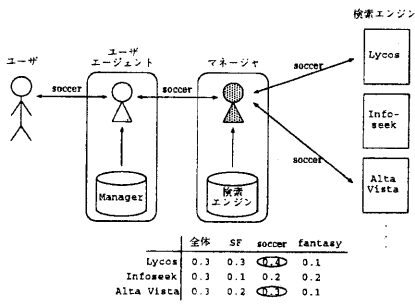 検索エンジン
ユーザ
ユーザ
エージェント
マネージャ
soccer
soccer
soccer
soccer
Lycos
Info-
seek
Alta
Vista
Manager
検索
エンジン
全体 SF soccer fantasy
Lycos 0.3 0.3 0.4 0.1
Infoseek 0.3 0.1 0.2 0.2
Alta Vista 0.3 0.2 0.3 0.1